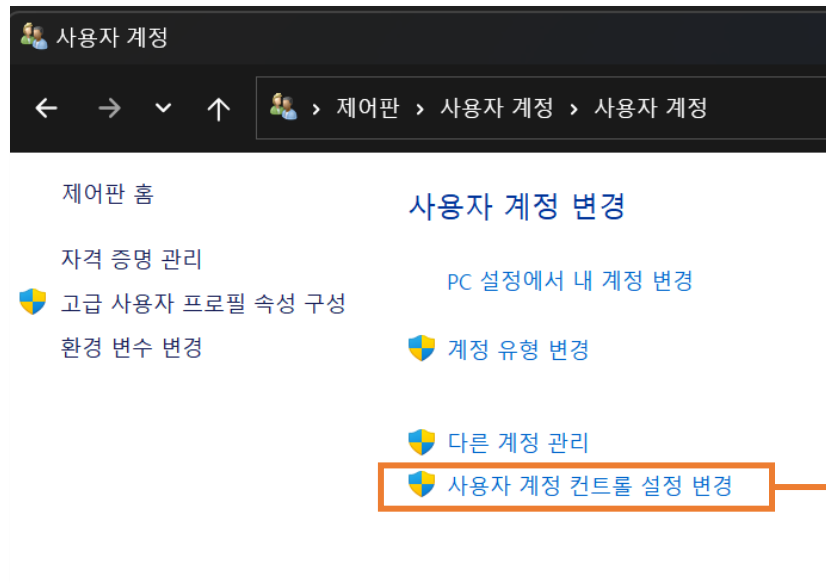 사용자 계정
제어판 > 사용자 계정 > 사용자 계정
제어판 홈
자격 증명 관리
고급 사용자 프로필 속성 구성
환경 변수 변경
사용자 계정 변경
PC 설정에서 내 계정 변경
계정 유형 변경
다른 계정 관리
사용자 계정 컨트롤 설정 변경